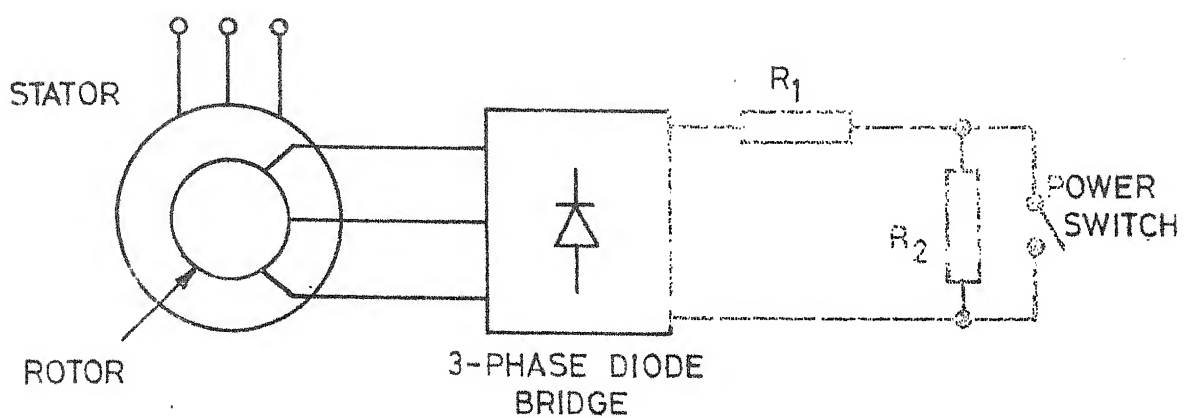 STATOR
R1
POWER
SWITCH
R2
ROTOR
3-PHASE DIODE
BRIDGE